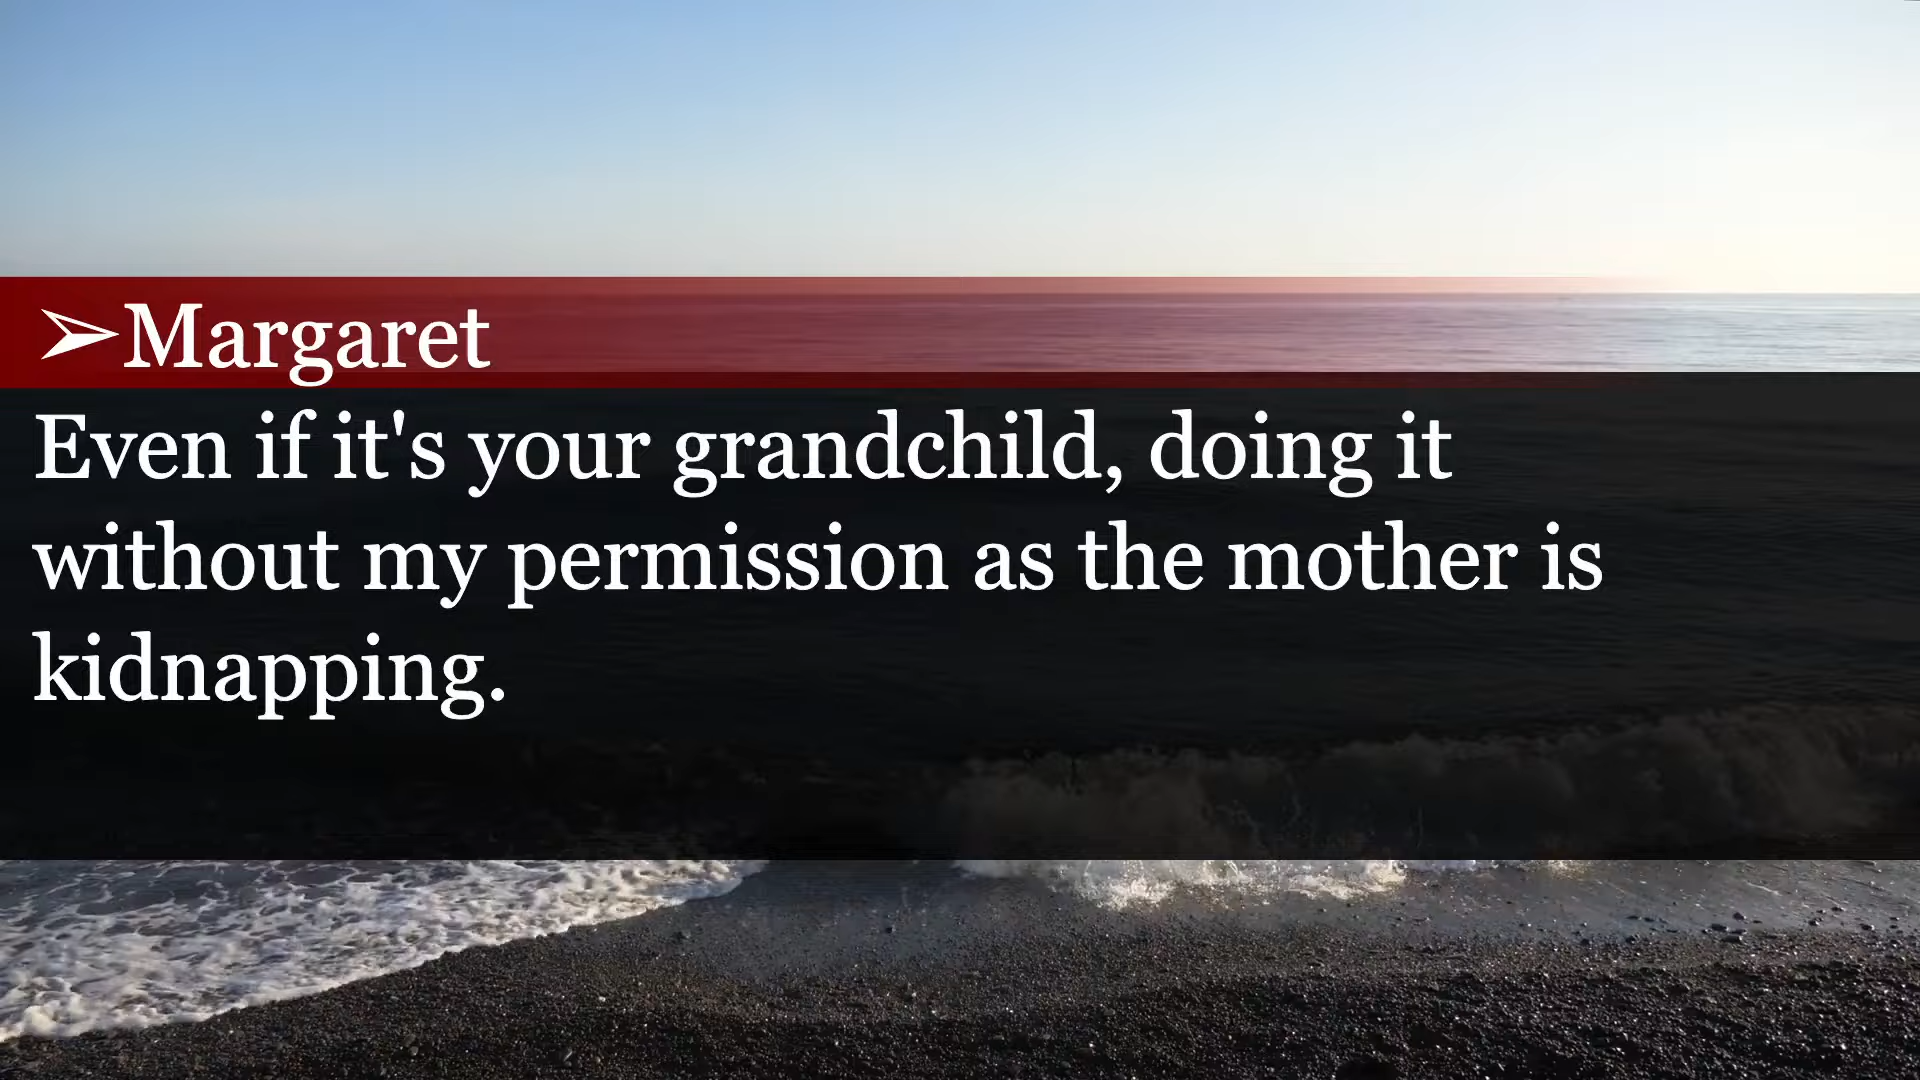 ➢Margaret
Even if it's your grandchild, doing it
without my permission as the mother is
kidnapping.